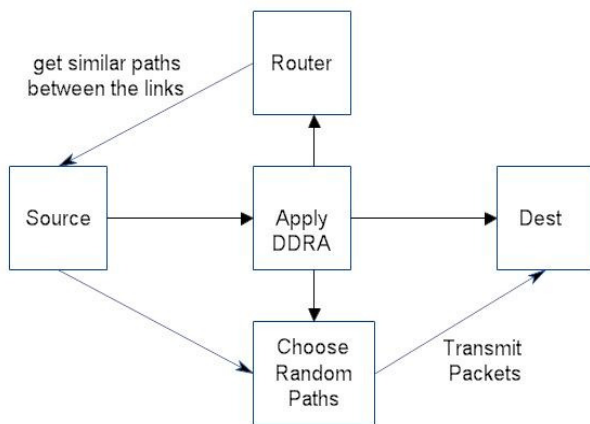 Router
get similar paths
between the links
Source
Apply
DDRA
Dest
Choose
Random
Paths
Transmit
Packets